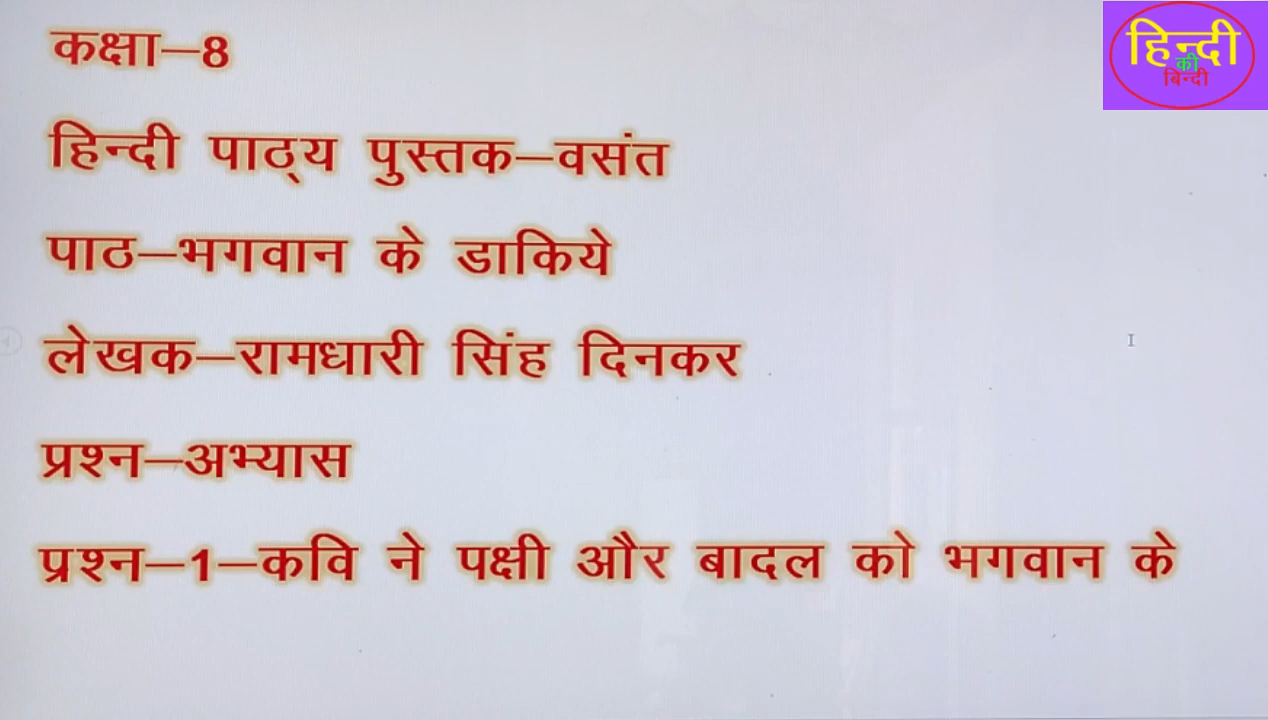 कक्षा–8
हिन्दी
की
बिन्दी
हिन्दी पाठ्य पुस्तक–वसंत
पाठ–भगवान के डाकिये
लेखक–रामधारी सिंह दिनकर
प्रश्न–अभ्यास
प्रश्न–1–कवि ने पक्षी और बादल को भगवान के